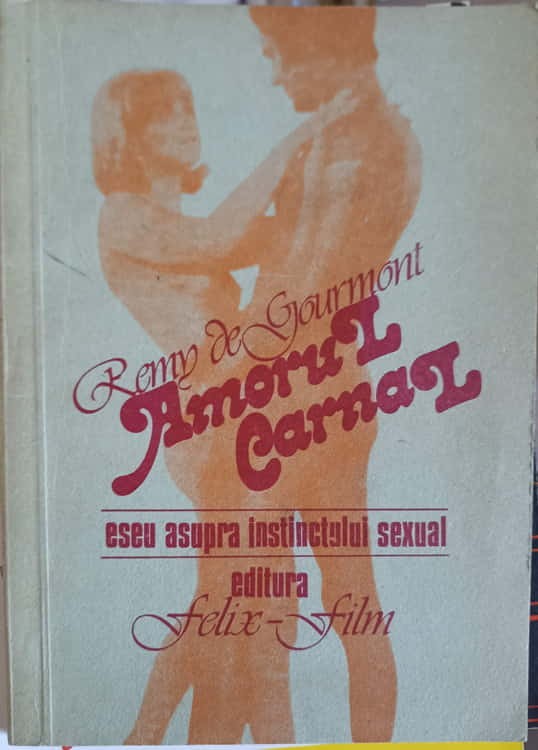 Remy de Gourmont
Amorul
Carnal
eseu asupra instinctului sexual
editura
Felix-Film